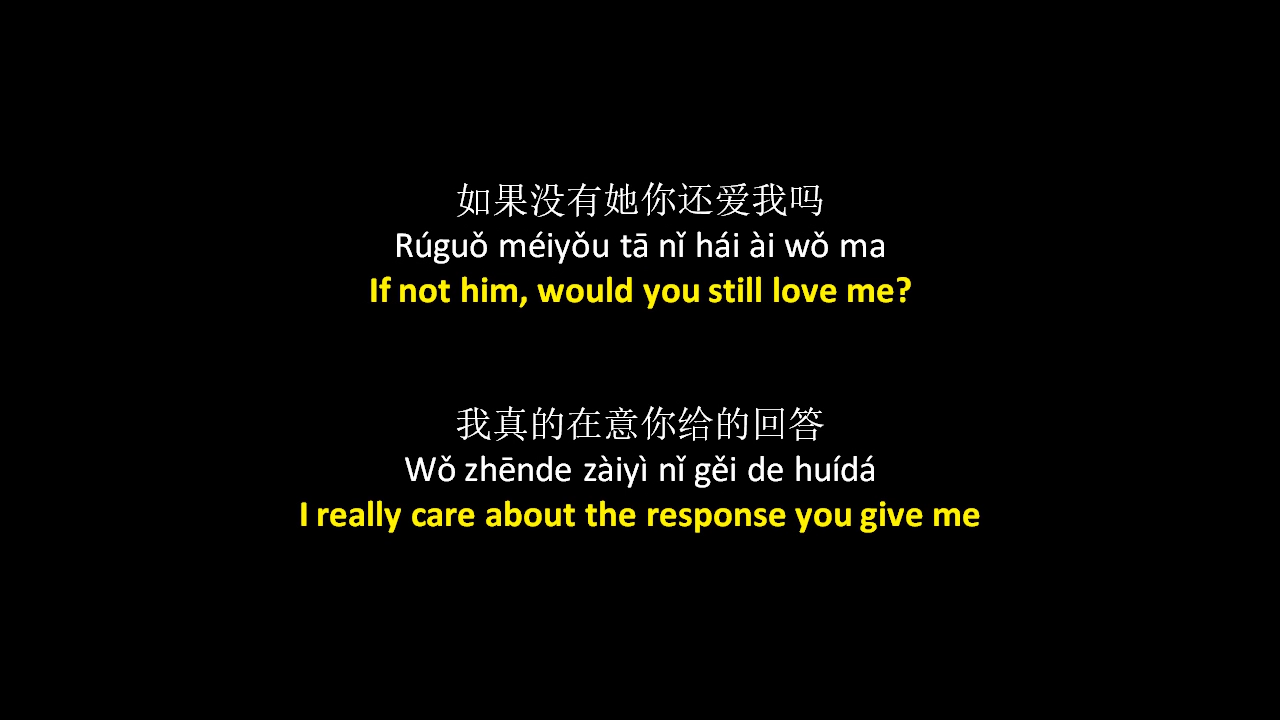 如果没有她你还爱我吗
Rúguǒ méiyǒu tā nǐ hái ài wǒ ma
If not him, would you still love me?
我真的在意你给的回答
Wǒ zhēnde zàiyì nǐ gěi de huídá
I really care about the response you give me